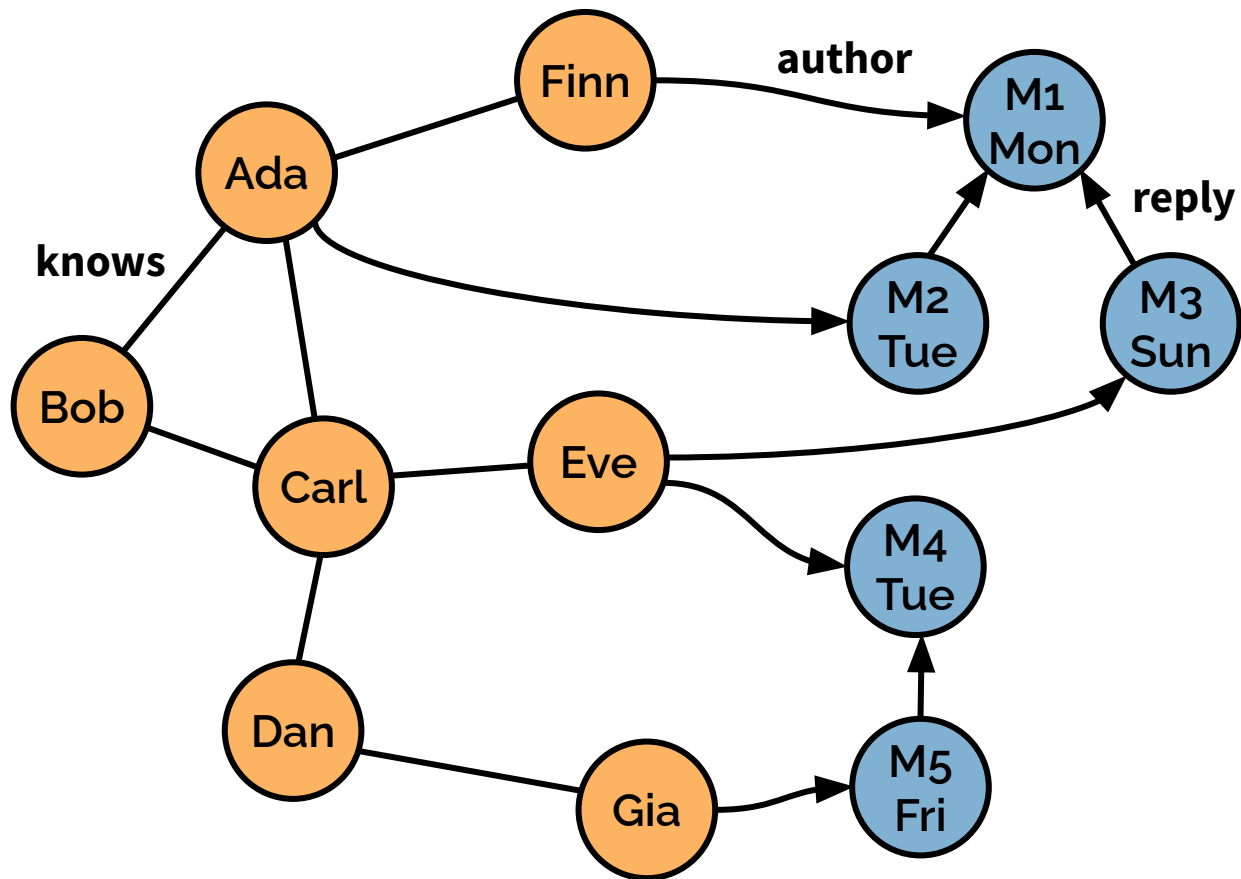 Finn
author
M1
Mon
Ada
reply
knows
M2
Tue
M3
Sun
Bob
Carl
Eve
M4
Tue
Dan
Gia
M5
Fri